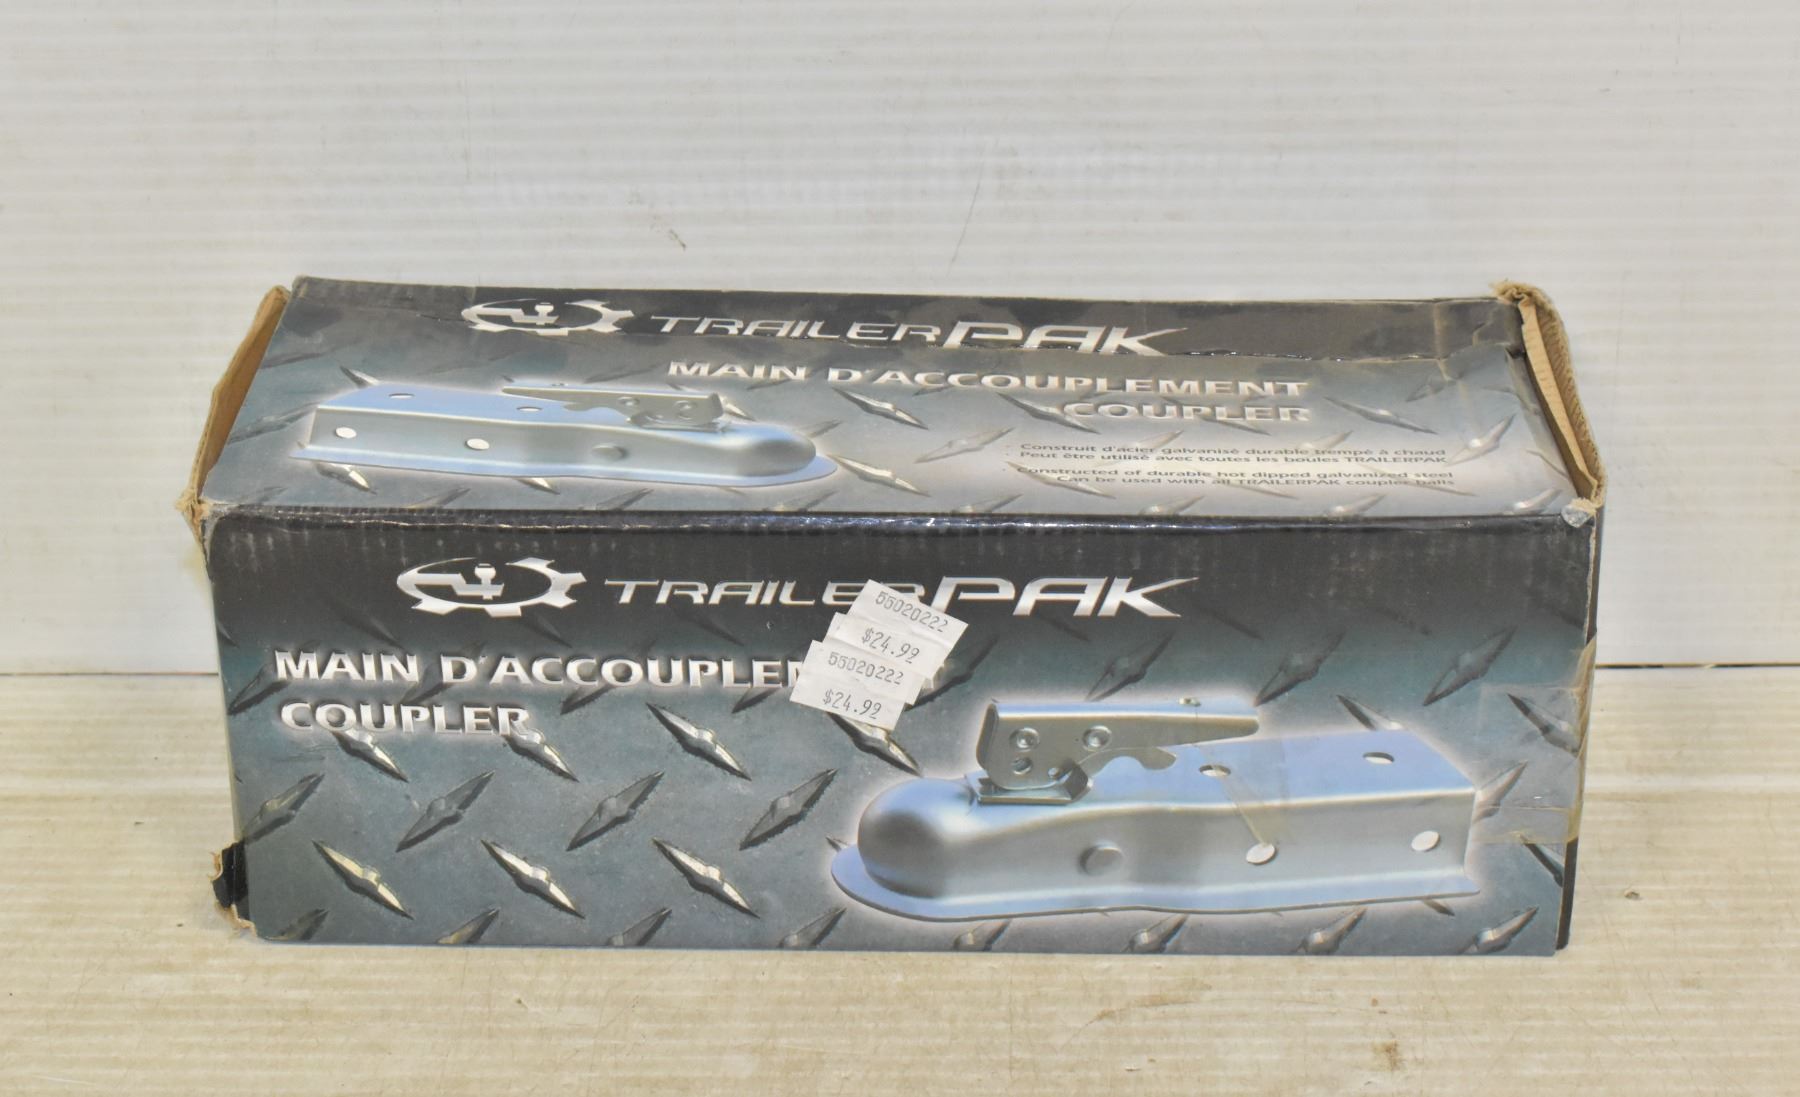 TRAILERPAK
MAIN D'ACCOUPLEMENT
COUPLER
Construit d'acier galvanisé durable trempé à chaud
Peut être utilisé avec toutes les boules TRAILERPAK
Constructed of durable hot dipped galvanized steel
Can be used with all TRAILERPAK coupler balls
TRAILERPAK
MAIN D'ACCOUPLEM
COUPLER
55020222
$24.99
55020222
$24.99